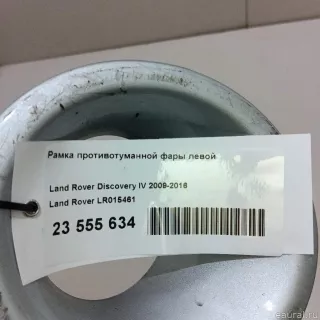 Рамка противотуманной фары левой
Land Rover Discovery IV 2009-2016
Land Rover LR015461
23 555 634